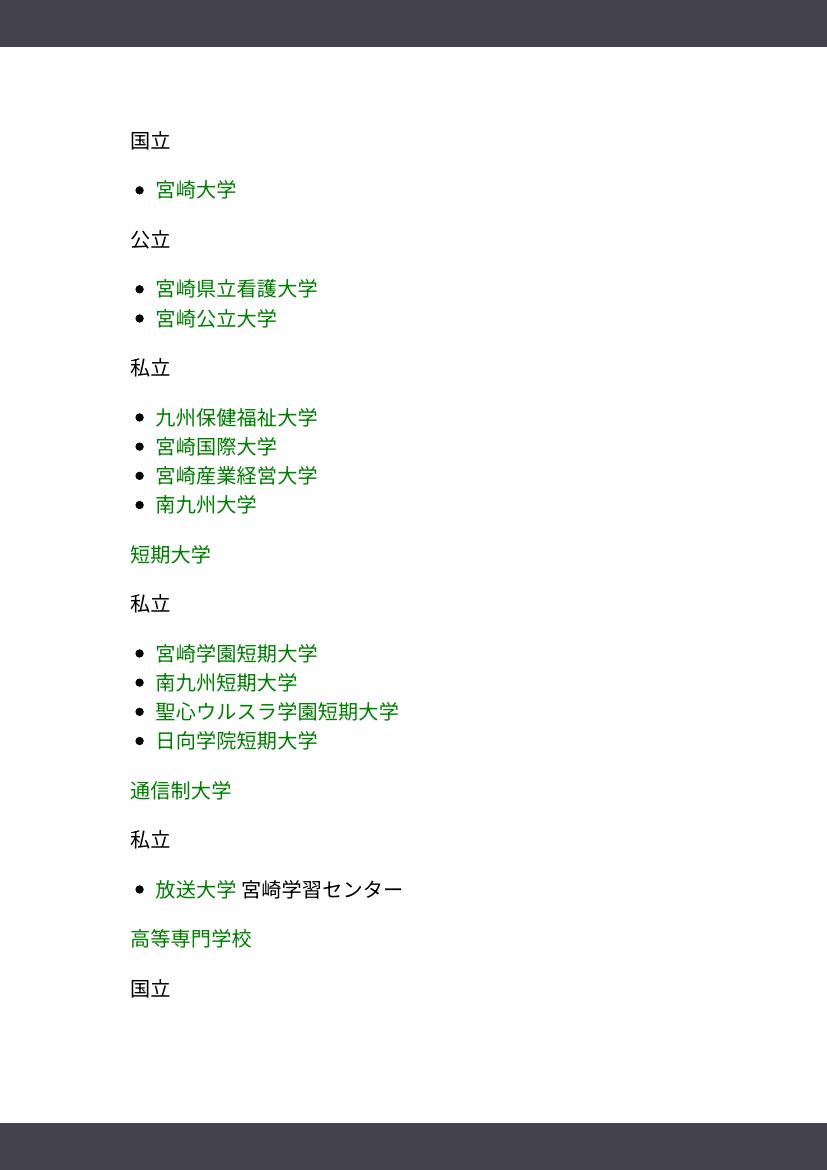 国立
• 宮崎大学
公立
• 宮崎県立看護大学
• 宮崎公立大学
私立
• 九州保健福祉大学
• 宮崎国際大学
• 宮崎産業経営大学
• 南九州大学
短期大学
私立
• 宮崎学園短期大学
• 南九州短期大学
• 聖心ウルスラ学園短期大学
• 日向学院短期大学
通信制大学
私立
• 放送大学 宮崎学習センター
高等専門学校
国立